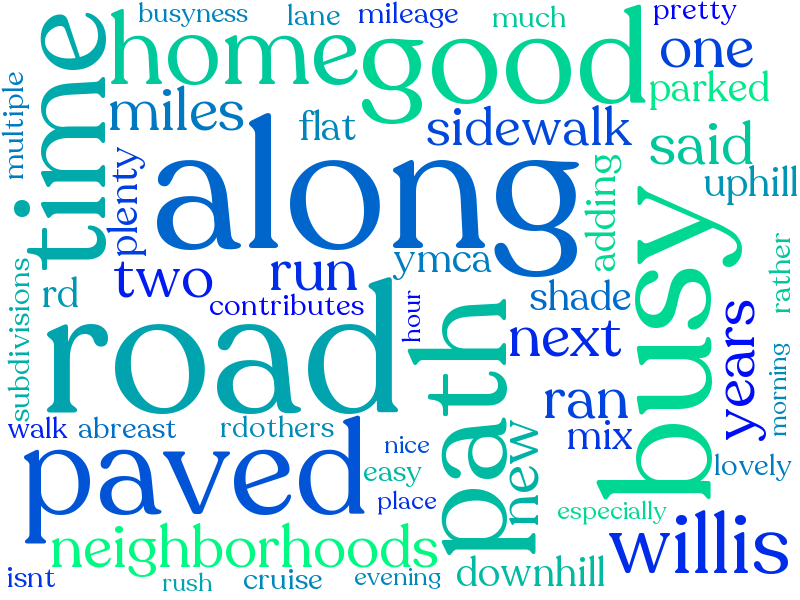 busyness
lane
mileage
much
pretty
time
home
good
one
parked
multiple
miles
flat
sidewalk
said
plenty
along
adding
uphill
ymca
busy
two
run
rather
rd
contributes
shade
subdivisions
road
hour
path
next
years
ran
morning
walk
abreast
rdothers
mix
nice
paved
easy
new
lovely
place
especially
neighborhoods
willis
isnt
rush
cruise
evening
downhill